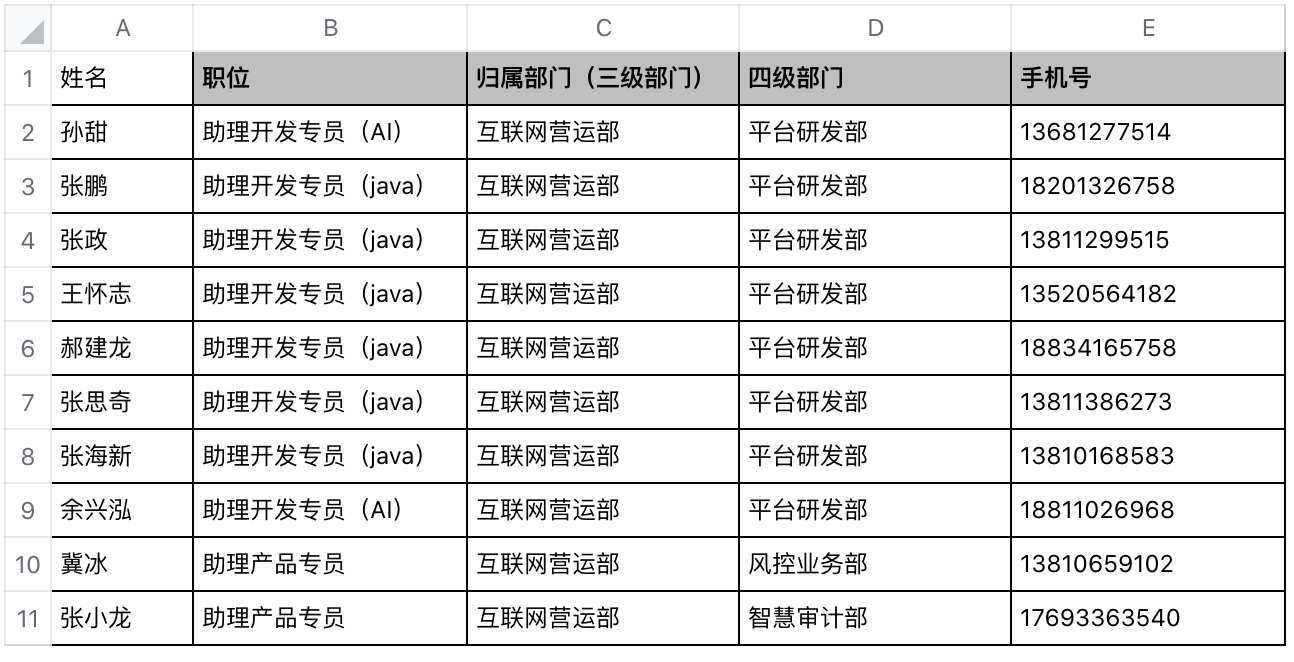 A B C D E
1 姓名 职位 归属部门（三级部门） 四级部门 手机号
2 孙甜 助理开发专员（AI） 互联网营运部 平台研发部 13681277514
3 张鹏 助理开发专员（java） 互联网营运部 平台研发部 18201326758
4 张政 助理开发专员（java） 互联网营运部 平台研发部 13811299515
5 王怀志 助理开发专员（java） 互联网营运部 平台研发部 13520564182
6 郝建龙 助理开发专员（java） 互联网营运部 平台研发部 18834165758
7 张思奇 助理开发专员（java） 互联网营运部 平台研发部 13811386273
8 张海新 助理开发专员（java） 互联网营运部 平台研发部 13810168583
9 余兴泓 助理开发专员（AI） 互联网营运部 平台研发部 18811026968
10 冀冰 助理产品专员 互联网营运部 风控业务部 13810659102
11 张小龙 助理产品专员 互联网营运部 智慧审计部 17693363540